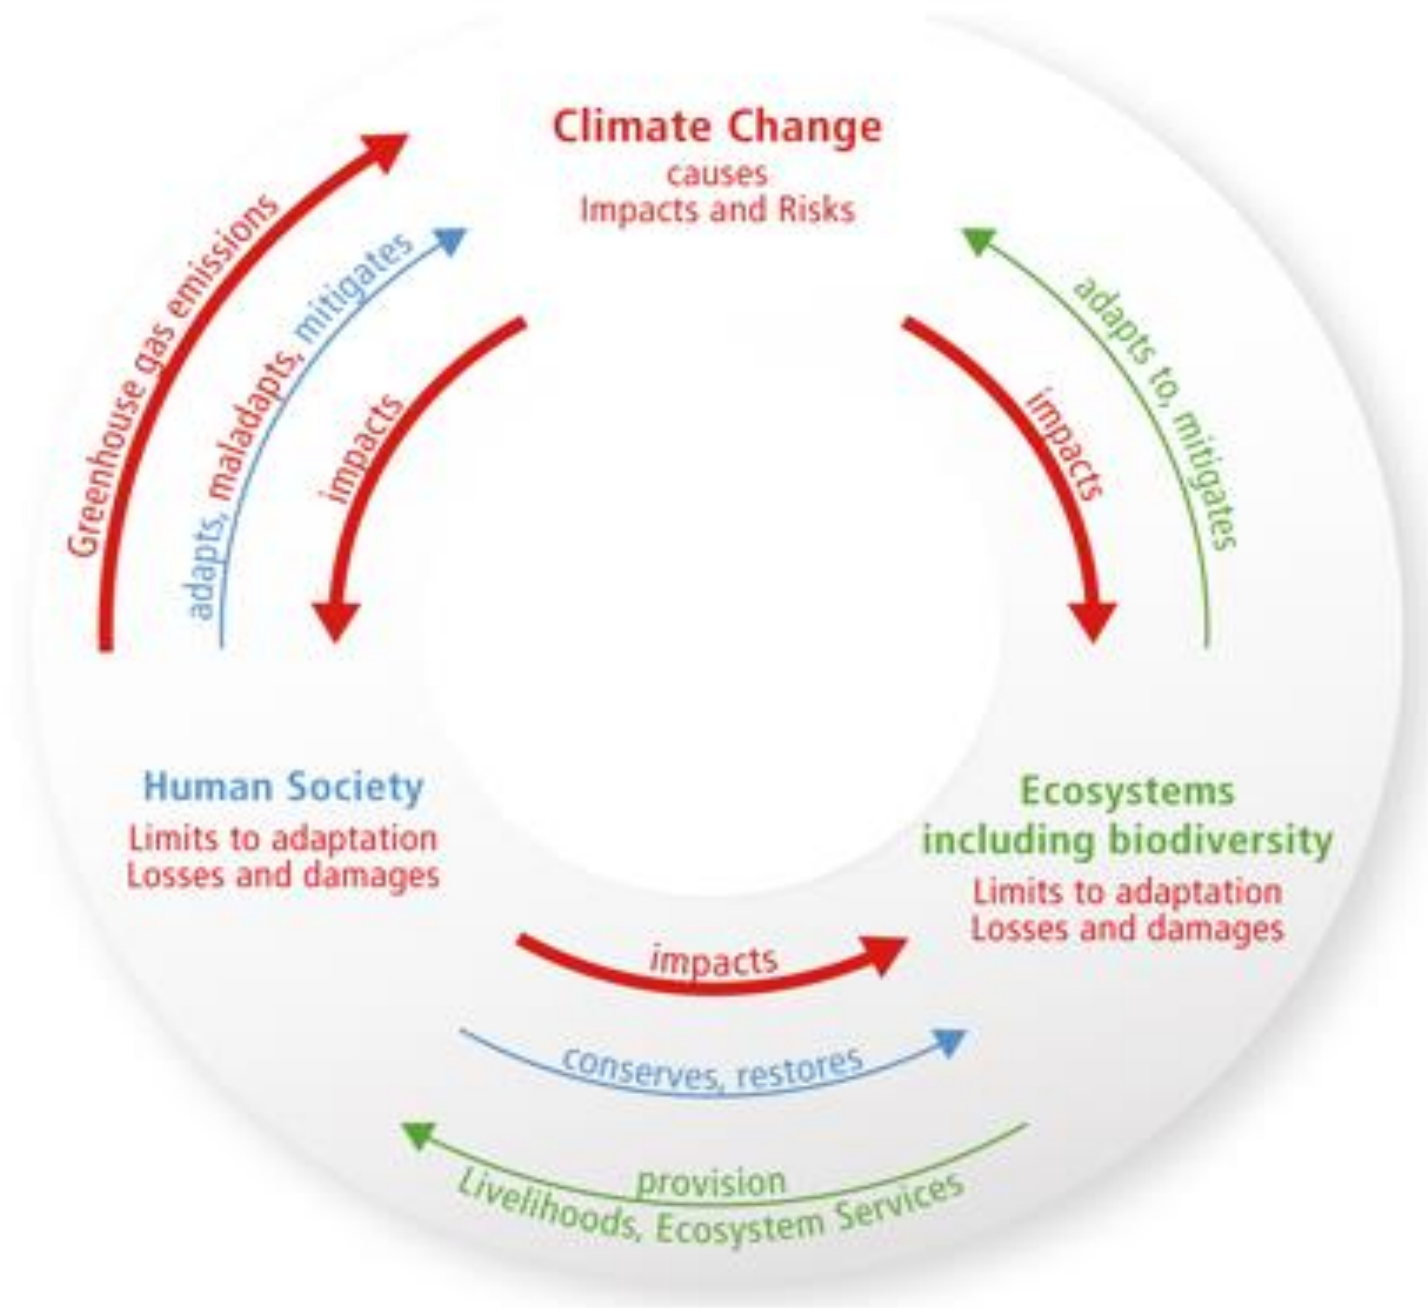 Climate Change
causes
Impacts and Risks
Greenhouse gas emissions
adapts, maladapts, mitigates
impacts
impacts
adapts to, mitigates
Human Society
Limits to adaptation
Losses and damages
Ecosystems
including biodiversity
Limits to adaptation
Losses and damages
impacts
conserves, restores
provision
Livelihoods, Ecosystem Services